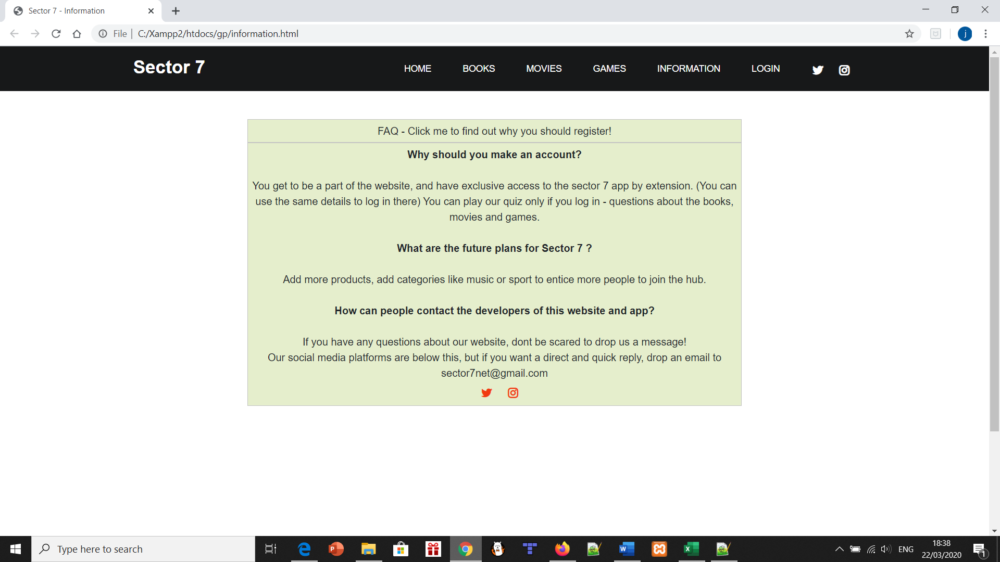 Sector 7 - Information
File
C:/Xampp2/htdocs/gp/information.html
j
Sector 7
HOME
BOOKS
MOVIES
GAMES
INFORMATION
LOGIN
FAQ - Click me to find out why you should register!
Why should you make an account?
You get to be a part of the website, and have exclusive access to the sector 7 app by extension. (You can
use the same details to log in there) You can play our quiz only if you log in - questions about the books,
movies and games.
What are the future plans for Sector 7 ?
Add more products, add categories like music or sport to entice more people to join the hub.
How can people contact the developers of this website and app?
If you have any questions about our website, dont be scared to drop us a message!
Our social media platforms are below this, but if you want a direct and quick reply, drop an email to
sector7net@gmail.com
Type here to search
ENG
18:38
22/03/2020
1